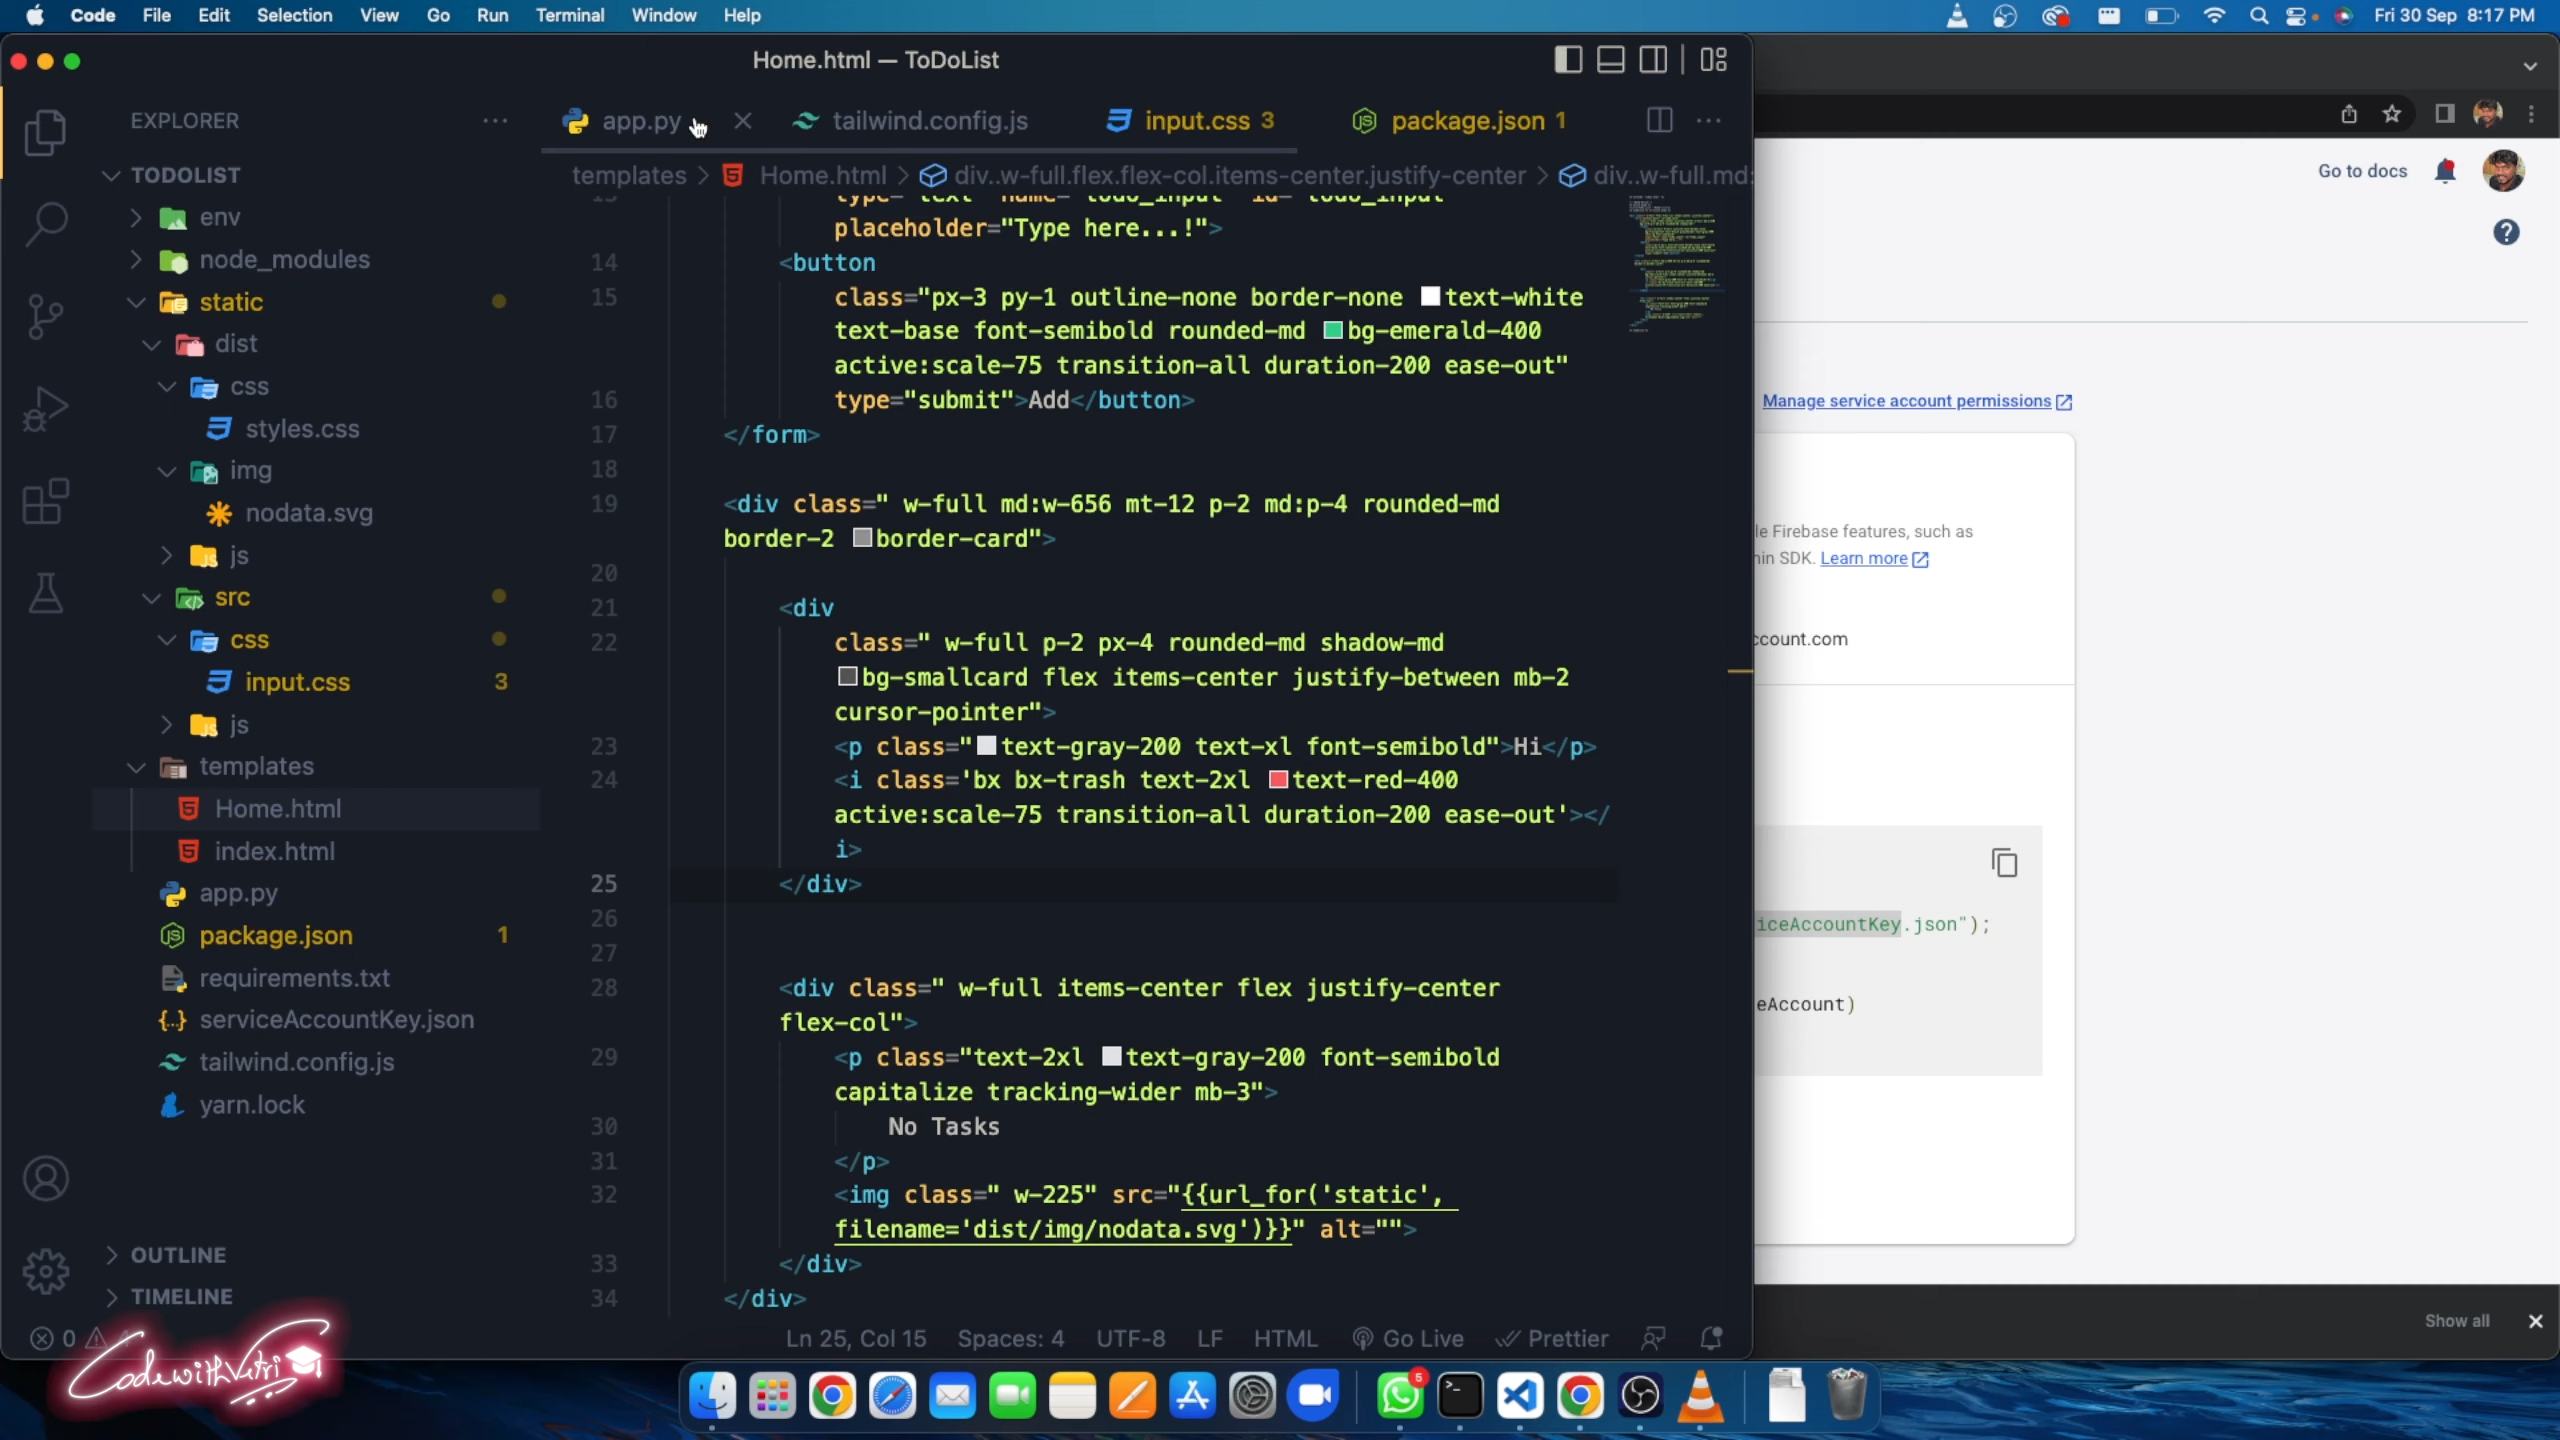 Code File Edit Selection View Go Run Terminal Window Help
Fri 30 Sep 8:17 PM
Home.html — ToDoList
EXPLORER
app.py
tailwind.config.js
input.css 3
package.json 1
templates > Home.html > div..w-full.flex.flex-col.items-center.justify-center > div..w-full.md:
TODOLIST
env
node_modules
static
dist
css
styles.css
img
nodata.svg
js
src
css
input.css 3
js
templates
Home.html
index.html
app.py
package.json 1
requirements.txt
serviceAccountKey.json
tailwind.config.js
yarn.lock
OUTLINE
TIMELINE
placeholder="Type here...!">
14 <button
15 class="px-3 py-1 outline-none border-none text-white
text-base font-semibold rounded-md bg-emerald-400
active:scale-75 transition-all duration-200 ease-out"
16 type="submit">Add</button>
17 </form>
18
19 <div class=" w-full md:w-656 mt-12 p-2 md:p-4 rounded-md
border-2 border-card">
20
21 <div
22 class=" w-full p-2 px-4 rounded-md shadow-md
bg-smallcard flex items-center justify-between mb-2
cursor-pointer">
23 <p class="text-gray-200 text-xl font-semibold">Hi</p>
24 <i class='bx bx-trash text-2xl text-red-400
active:scale-75 transition-all duration-200 ease-out'></
i>
25 </div>
26
27
28 <div class=" w-full items-center flex justify-center
flex-col">
29 <p class="text-2xl text-gray-200 font-semibold
capitalize tracking-wider mb-3">
30 No Tasks
31 </p>
32 <img class=" w-225" src="{{url_for('static',
filename='dist/img/nodata.svg')}}" alt="">
33 </div>
34 </div>
0
Ln 25, Col 15 Spaces: 4 UTF-8 LF HTML Go Live Prettier
Go to docs
Manage service account permissions
le Firebase features, such as
in SDK. Learn more
ccount.com
iceAccountKey.json");
eAccount)
Show all
CodewithVetri
5